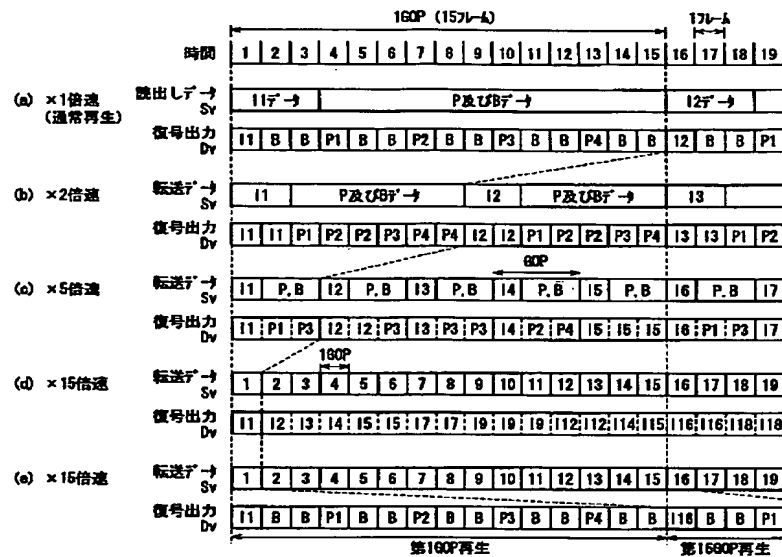 1GOP (15フレーム) 1フレーム
時間 1 2 3 4 5 6 7 8 9 10 11 12 13 14 15 16 17 18 19
(a) ×1倍速 (通常再生) 読出しデータ Sv I1データ P及びBデータ I2データ
復号出力 Dv I1 B B P1 B B P2 B B P3 B B P4 B B I2 B B P1
(b) ×2倍速 転送データ Sv I1 P及びBデータ I2 P及びBデータ I3
復号出力 Dv I1 I1 P1 P2 P2 P3 P4 P4 I2 I2 P1 P2 P2 P3 P4 I3 I3 P1 P2
GOP
(c) ×5倍速 転送データ Sv I1 P,B I2 P,B I3 P,B I4 P,B I5 P,B I6 P,B I7
復号出力 Dv I1 P1 P3 I2 I2 P3 I3 P3 P3 I4 P2 P4 I5 I5 I5 I6 P1 P3 I7
1GOP
(d) ×15倍速 転送データ Sv 1 2 3 4 5 6 7 8 9 10 11 12 13 14 15 16 17 18 19
復号出力 Dv I1 I2 I3 I4 I5 I5 I7 I7 I9 I9 I9 I12 I12 I14 I15 I16 I16 I18 I18
(e) ×15倍速 転送データ Sv 1 2 3 4 5 6 7 8 9 10 11 12 13 14 15 16 17 18 19
復号出力 Dv I1 B B P1 B B P2 B B P3 B B P4 B B I16 B B P1
第1GOP再生 第16GOP再生